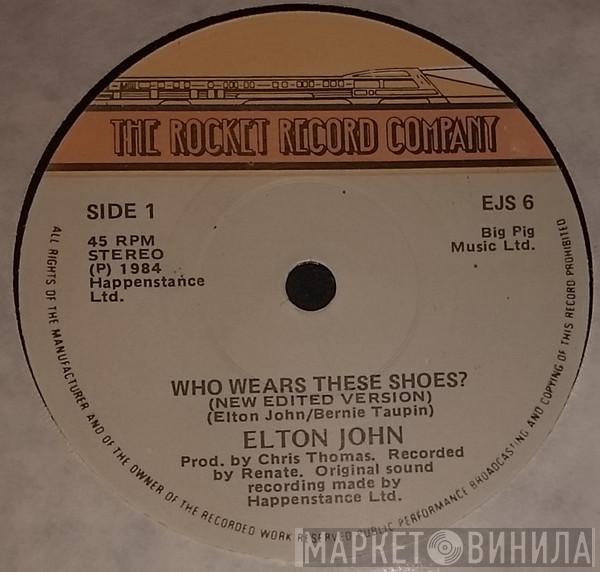 THE ROCKET RECORD COMPANY
SIDE 1
45 RPM
STEREO
(P) 1984
Happenstance
Ltd.
EJS 6
Big Pig
Music Ltd.
WHO WEARS THESE SHOES?
(NEW EDITED VERSION)
(Elton John/Bernie Taupin)
ELTON JOHN
Prod. by Chris Thomas. Recorded
by Renate. Original sound
recording made by
Happenstance Ltd.
ALL RIGHTS OF THE MANUFACTURER AND OF THE OWNER OF THE RECORDED WORK RESERVED PUBLIC PERFORMANCE BROADCASTING AND COPYING OF THIS RECORD PROHIBITED
МАРКЕТ ВИНИЛА